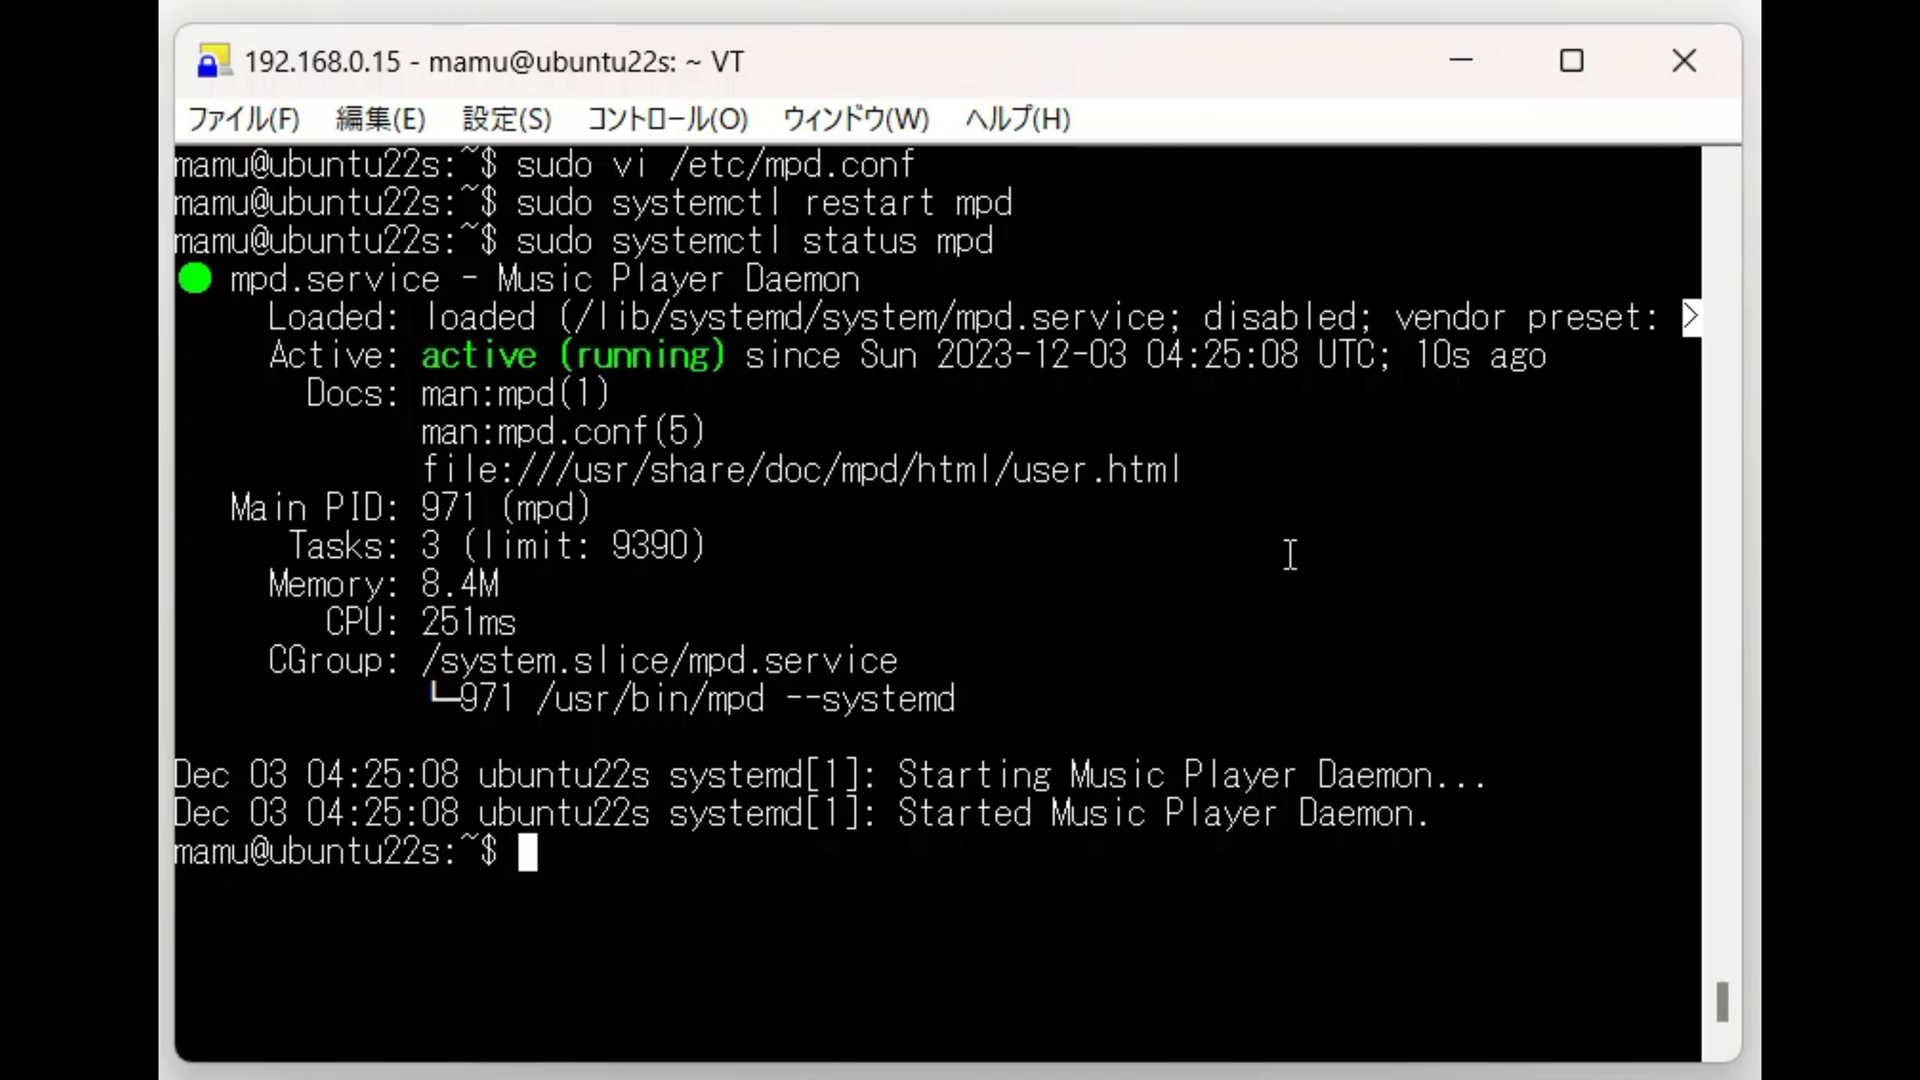 192.168.0.15 - mamu@ubuntu22s: ~ VT
ファイル(F) 編集(E) 設定(S) コントロール(O) ウィンドウ(W) ヘルプ(H)
mamu@ubuntu22s:~$ sudo vi /etc/mpd.conf
mamu@ubuntu22s:~$ sudo systemctl restart mpd
mamu@ubuntu22s:~$ sudo systemctl status mpd
● mpd.service - Music Player Daemon
Loaded: loaded (/lib/systemd/system/mpd.service; disabled; vendor preset: >
Active: active (running) since Sun 2023-12-03 04:25:08 UTC; 10s ago
Docs: man:mpd(1)
man:mpd.conf(5)
file:///usr/share/doc/mpd/html/user.html
Main PID: 971 (mpd)
Tasks: 3 (limit: 9390)
Memory: 8.4M
CPU: 251ms
CGroup: /system.slice/mpd.service
└─971 /usr/bin/mpd --systemd
Dec 03 04:25:08 ubuntu22s systemd[1]: Starting Music Player Daemon...
Dec 03 04:25:08 ubuntu22s systemd[1]: Started Music Player Daemon.
mamu@ubuntu22s:~$